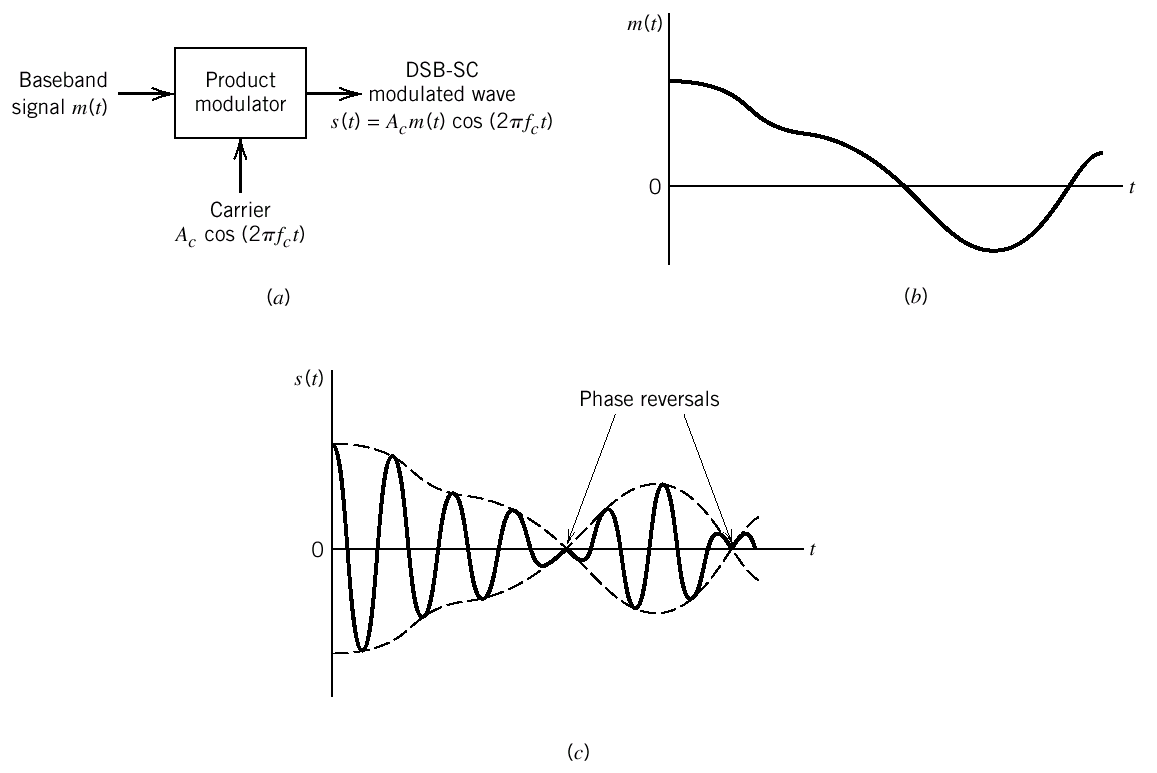 Baseband
signal m(t)
Product
modulator
DSB-SC
modulated wave
s(t) = A_c m(t) cos (2πf_c t)
Carrier
A_c cos (2πf_c t)
(a)
m(t)
0
t
(b)
s(t)
Phase reversals
0
t
(c)